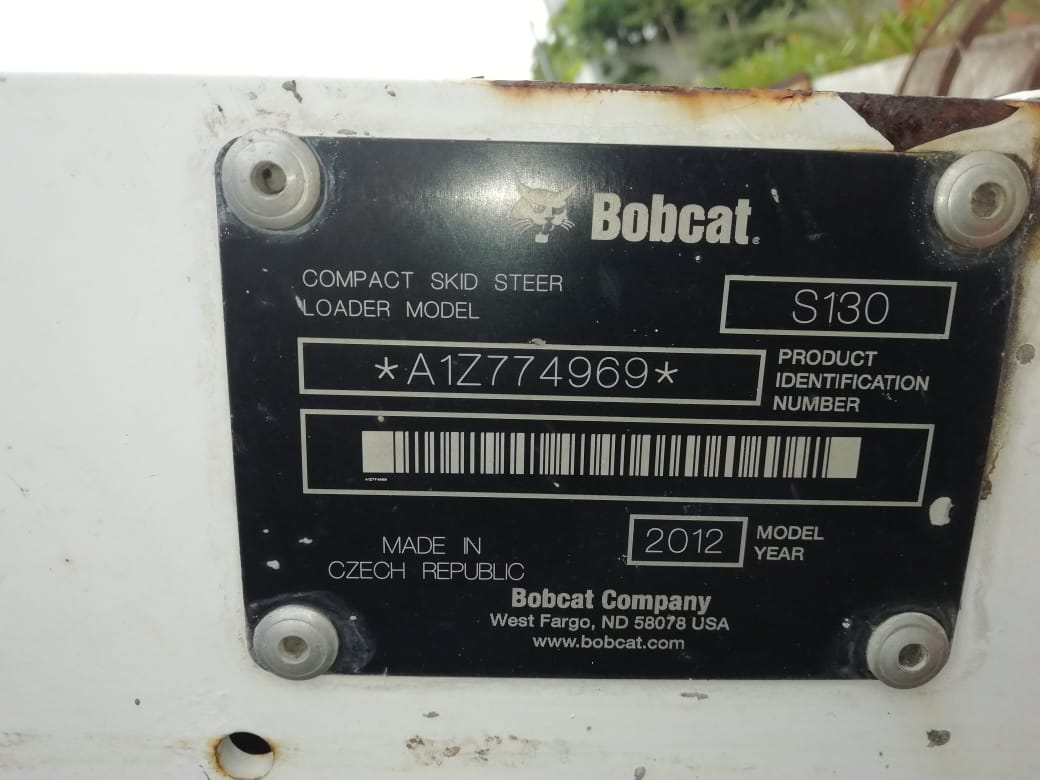 Bobcat.
COMPACT SKID STEER
LOADER MODEL
S130
*A1Z774969*
PRODUCT
IDENTIFICATION
NUMBER
A1Z774969
MADE IN
CZECH REPUBLIC
2012
MODEL
YEAR
Bobcat Company
West Fargo, ND 58078 USA
www.bobcat.com